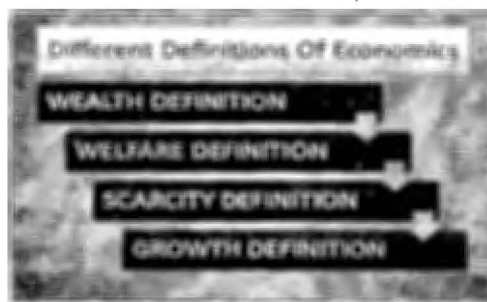 Different Definitions Of Economics
WEALTH DEFINITION
WELFARE DEFINITION
SCARCITY DEFINITION
GROWTH DEFINITION